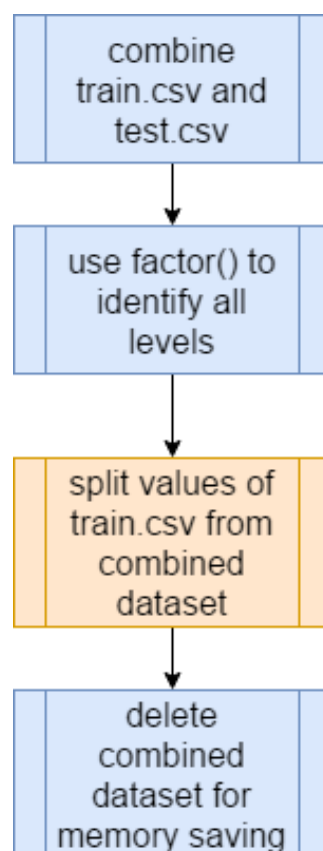 combine
train.csv and
test.csv
use factor() to
identify all
levels
split values of
train.csv from
combined
dataset
delete
combined
dataset for
memory saving